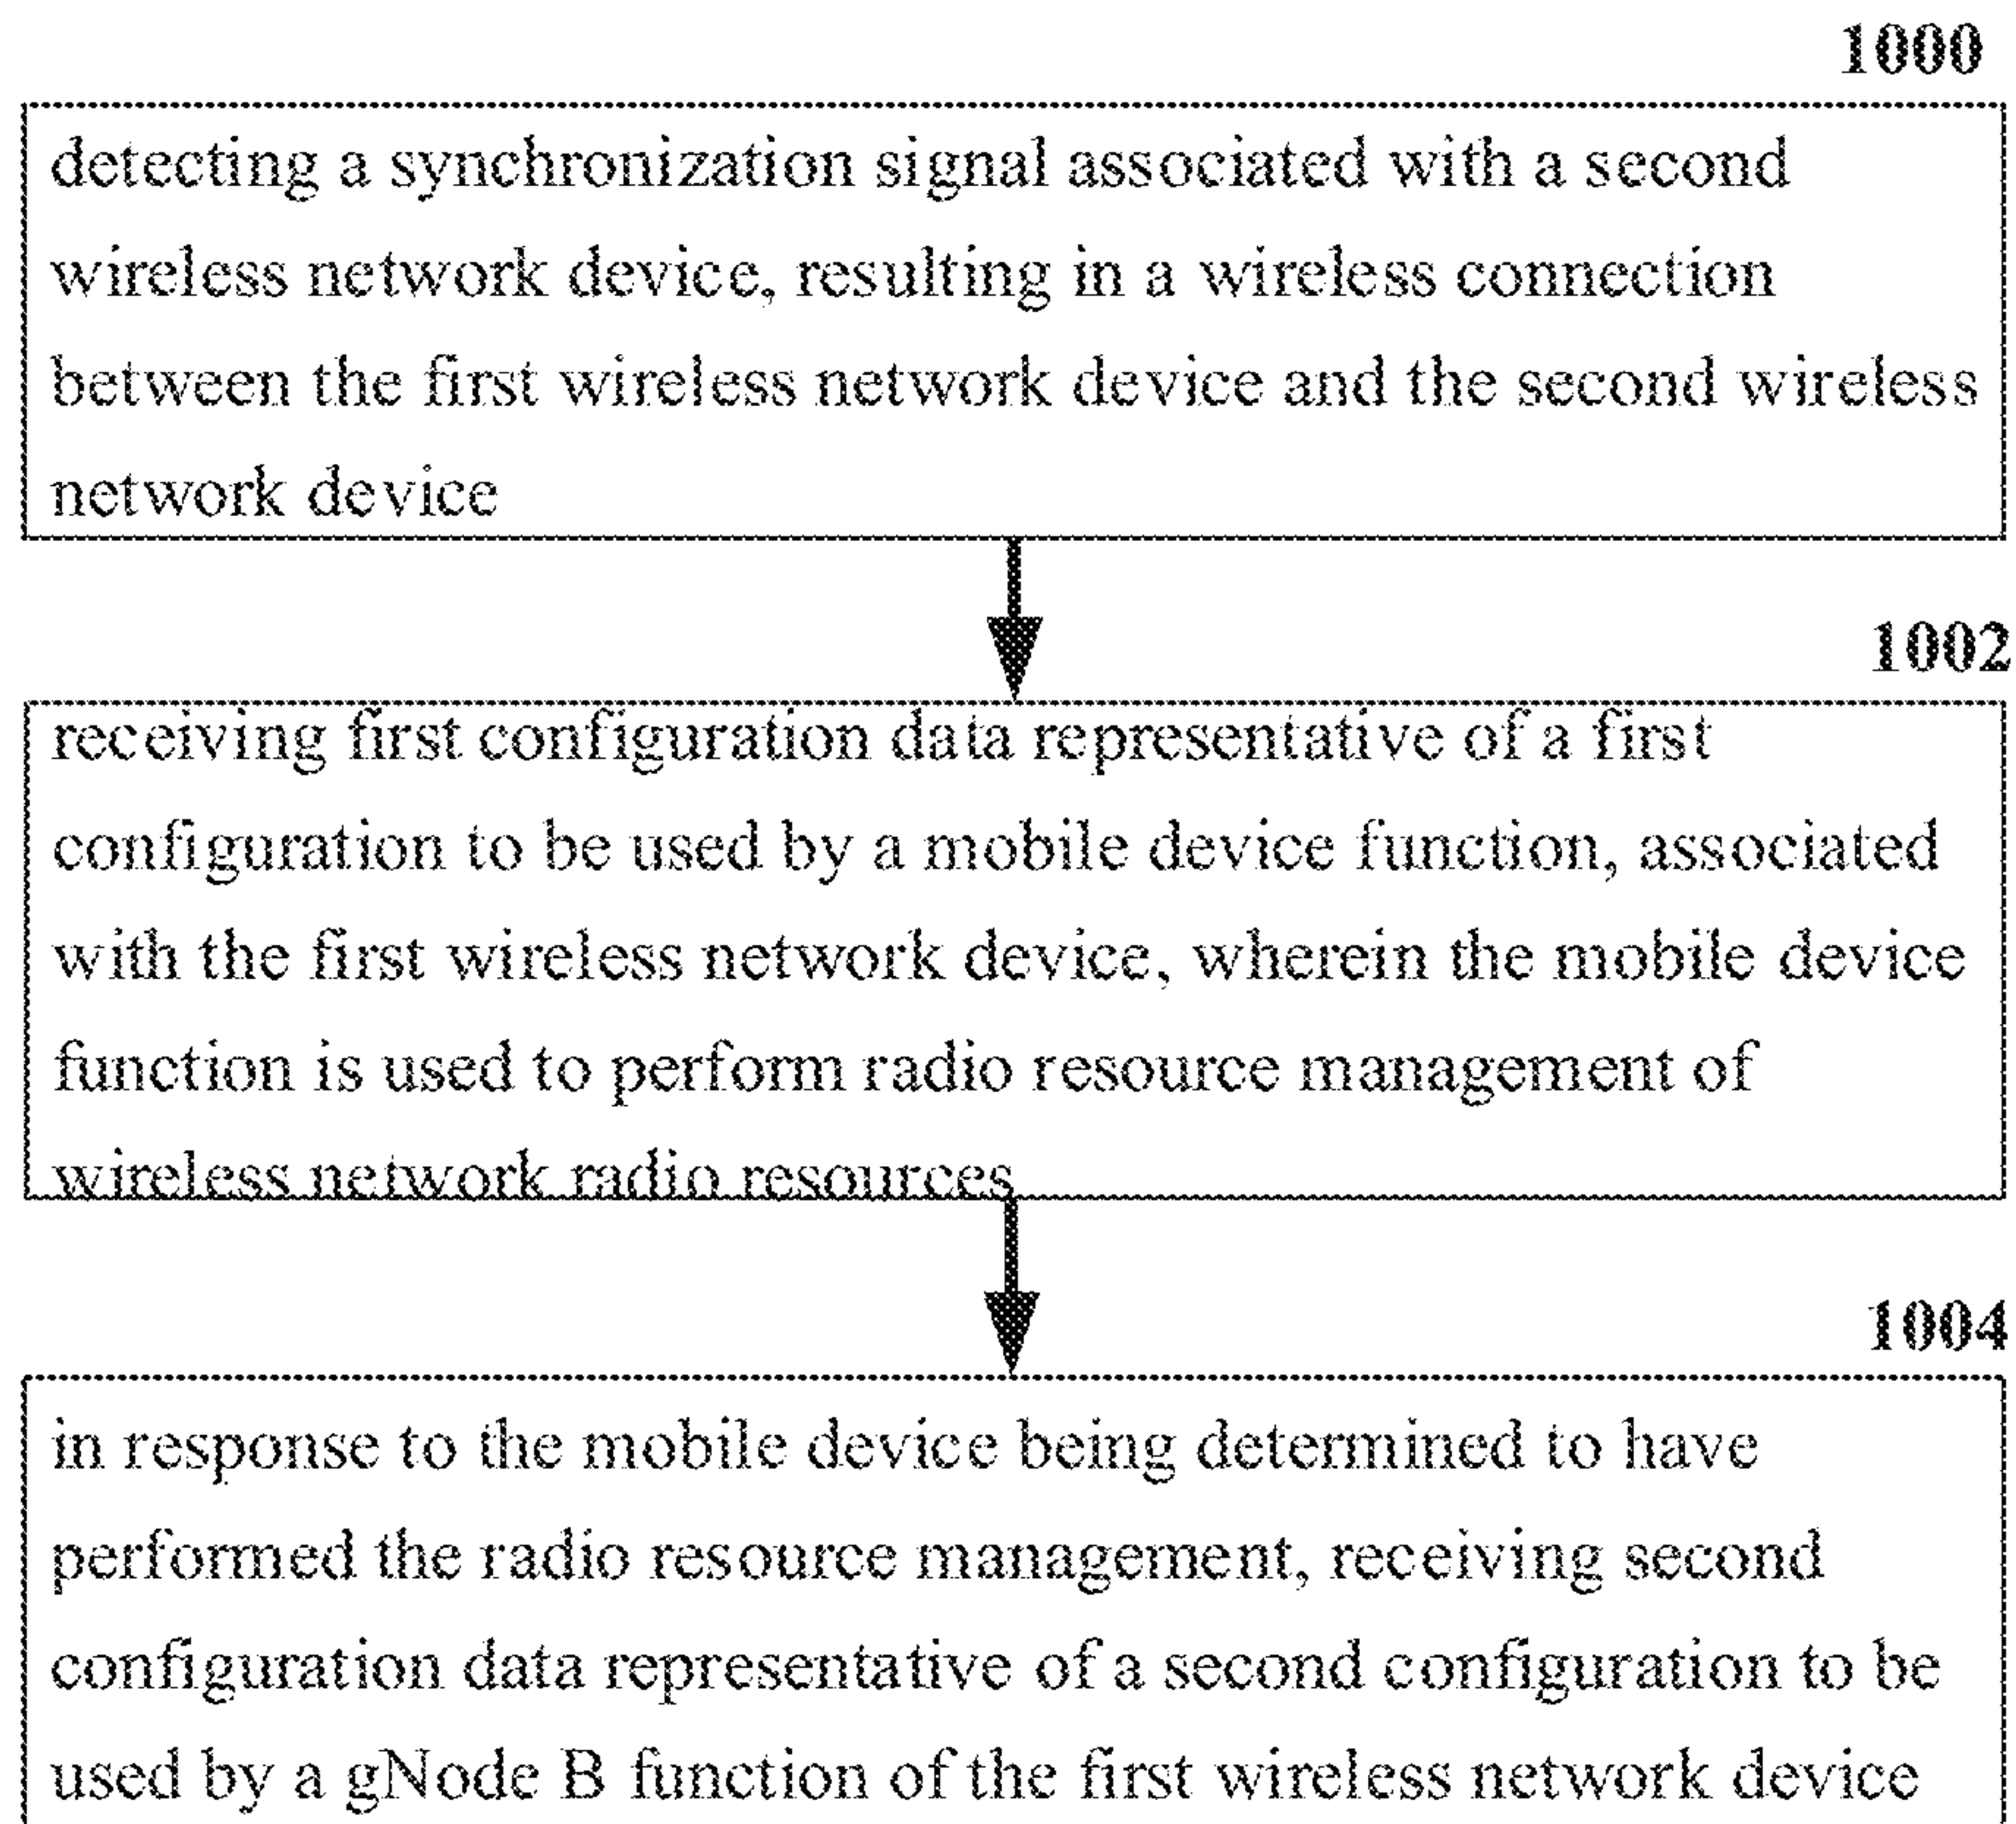 1000
detecting a synchronization signal associated with a second
wireless network device, resulting in a wireless connection
between the first wireless network device and the second wireless
network device
1002
receiving first configuration data representative of a first
configuration to be used by a mobile device function, associated
with the first wireless network device, wherein the mobile device
function is used to perform radio resource management of
wireless network radio resources
1004
in response to the mobile device being determined to have
performed the radio resource management, receiving second
configuration data representative of a second configuration to be
used by a gNode B function of the first wireless network device